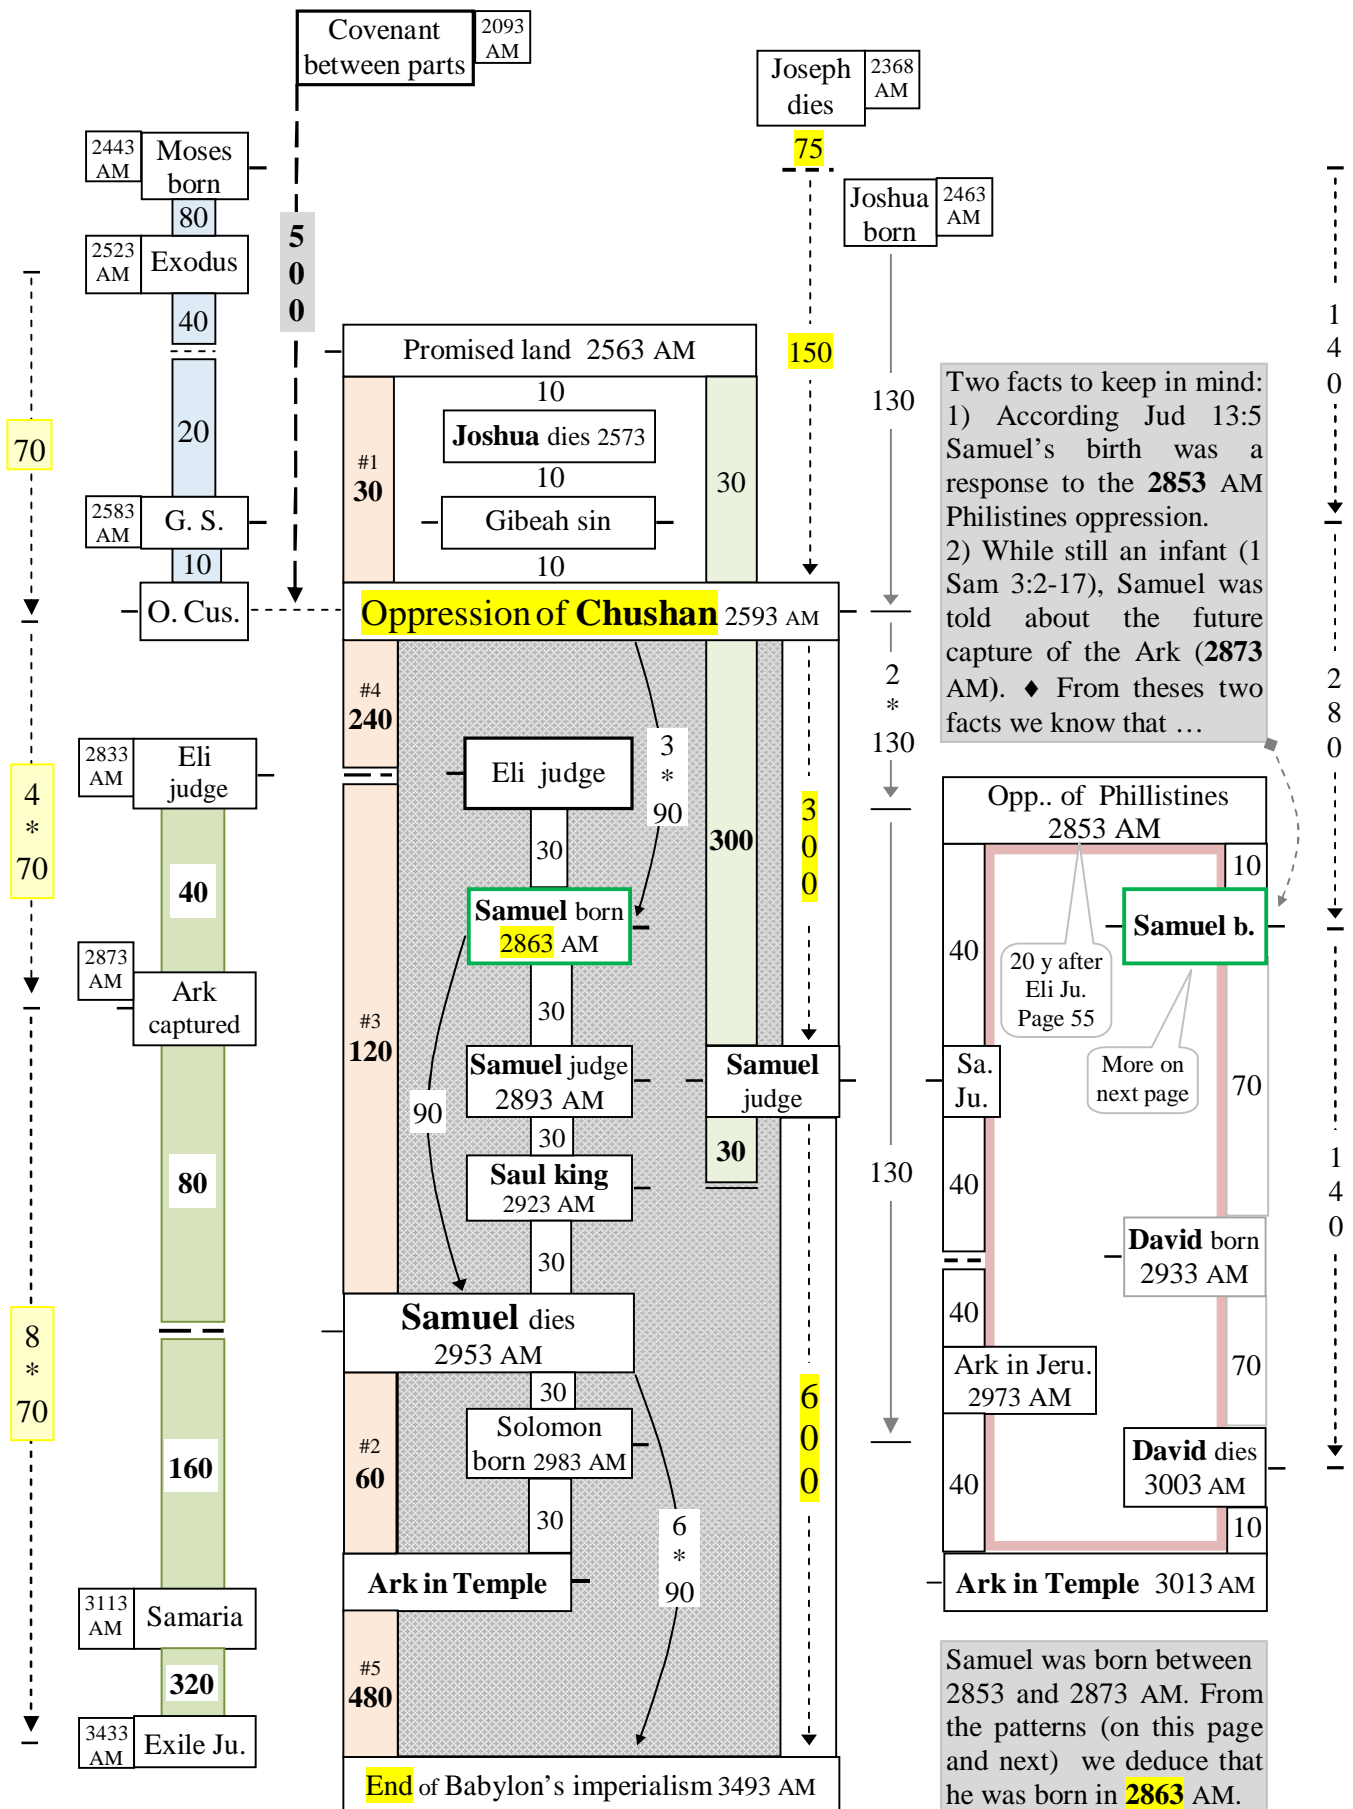 Covenant
between parts
2093
AM
Joseph
dies
2368
AM
75
2443
AM
Moses
born
80
Joshua
born
2463
AM
2523
AM
Exodus
5
0
0
40
Promised land 2563 AM
150
1
4
0
10
130
20
Joshua dies 2573
70
#1
30
10
30
Two facts to keep in mind:
1) According Jud 13:5
Samuel’s birth was a
response to the 2853 AM
Philistines oppression.
2) While still an infant (1
Sam 3:2-17), Samuel was
told about the future
capture of the Ark (2873
AM). ♦ From theses two
facts we know that …
2583
AM
G. S.
Gibeah sin
10
10
O. Cus.
Oppression of Chushan 2593 AM
#4
240
2
*
130
2
8
0
2833
AM
Eli
judge
Eli judge
3
*
90
Opp.. of Phillistines
2853 AM
4
*
70
40
30
300
3
0
0
10
Samuel born
2863 AM
Samuel b.
40
20 y after
Eli Ju.
Page 55
2873
AM
Ark
captured
30
#3
120
Samuel judge
2893 AM
Samuel
judge
Sa.
Ju.
More on
next page
70
90
30
30
80
Saul king
2923 AM
130
40
1
4
0
30
David born
2933 AM
Samuel dies
2953 AM
40
8
*
70
30
6
0
0
Ark in Jeru.
2973 AM
70
Solomon
born 2983 AM
#2
60
160
David dies
3003 AM
40
30
6
*
90
10
Ark in Temple
Ark in Temple 3013 AM
3113
AM
Samaria
#5
480
320
Samuel was born between
2853 and 2873 AM. From
the patterns (on this page
and next) we deduce that
he was born in 2863 AM.
3433
AM
Exile Ju.
End of Babylon’s imperialism 3493 AM